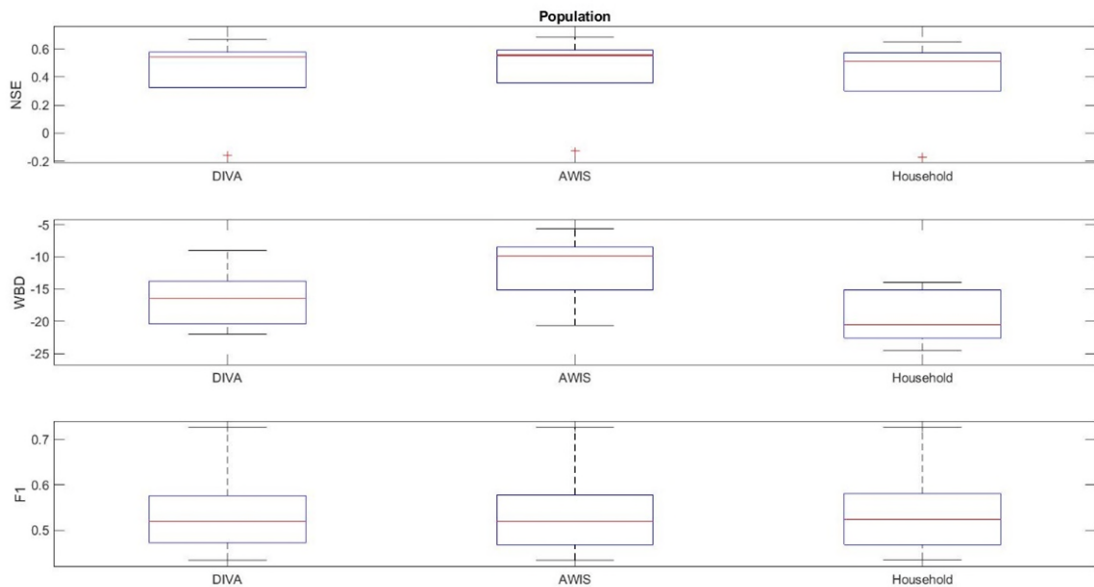 Population
NSE
0.6
0.4
0.2
0
-0.2
DIVA AWIS Household
WBD
-5
-10
-15
-20
-25
DIVA AWIS Household
F1
0.7
0.6
0.5
DIVA AWIS Household